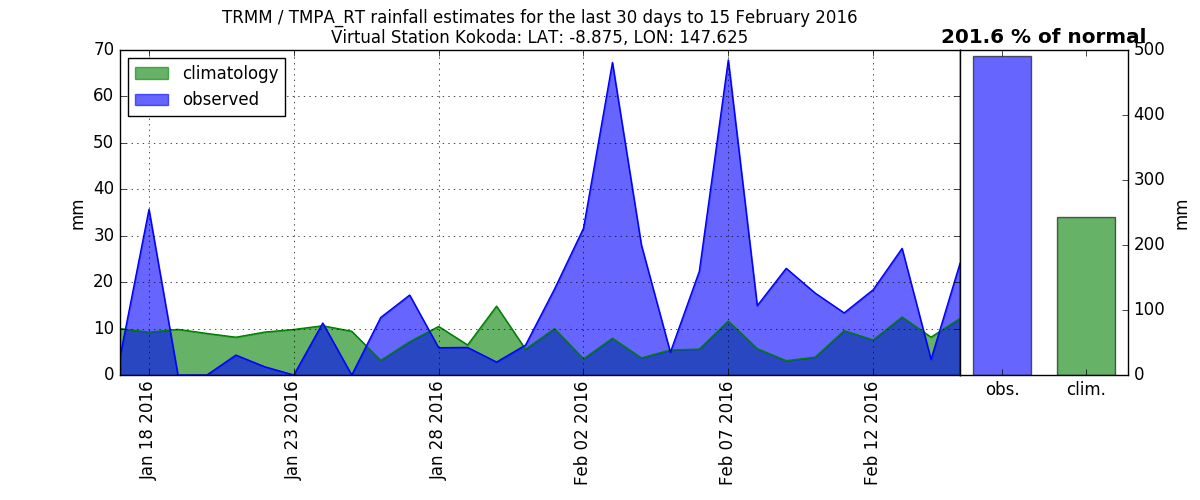 TRMM / TMPA_RT rainfall estimates for the last 30 days to 15 February 2016
Virtual Station Kokoda: LAT: -8.875, LON: 147.625
201.6 % of normal
climatology
observed
mm
70
60
50
40
30
20
10
0
Jan 18 2016
Jan 23 2016
Jan 28 2016
Feb 02 2016
Feb 07 2016
Feb 12 2016
obs.
clim.
500
400
300
200
100
0
mm